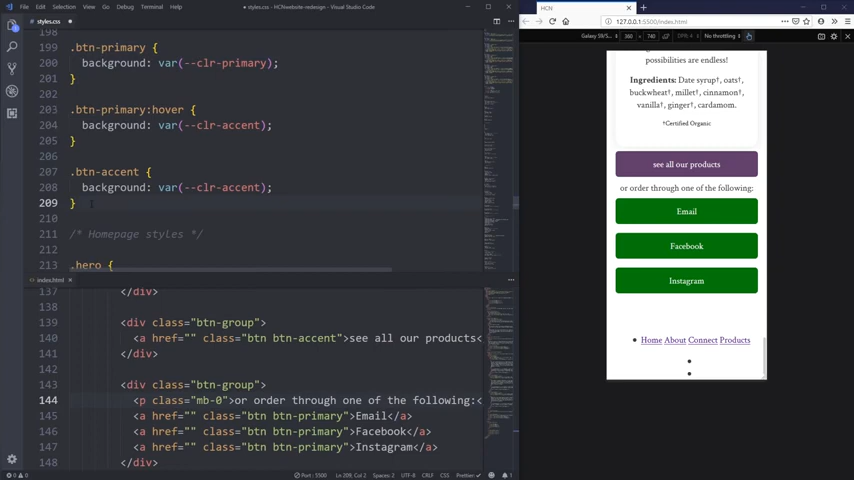 File Edit Selection View Go Debug Terminal Help
● styles.css - HCNwebsite-redesign - Visual Studio Code
styles.css ●
198
199 .btn-primary {
200 background: var(--clr-primary);
201 }
202
203 .btn-primary:hover {
204 background: var(--clr-accent);
205 }
206
207 .btn-accent {
208 background: var(--clr-accent);
209 }
210
211 /* Homepage styles */
212
213 .hero {
index.html ×
137 </div>
138
139 <div class="btn-group">
140 <a href="" class="btn btn-accent">see all our products<
141 </div>
142
143 <div class="btn-group">
144 <p class="mb-0">or order through one of the following:<
145 <a href="" class="btn btn-primary">Email</a>
146 <a href="" class="btn btn-primary">Facebook</a>
147 <a href="" class="btn btn-primary">Instagram</a>
148 </div>
0 0
Port : 5500 Ln 209, Col 2 Spaces: 2 UTF-8 CRLF CSS Prettier: ✓ 1
HCN
127.0.0.1:5500/index.html
Galaxy S9/S... 360 × 740 DPR: 4 No throttling
possibilities are endless!
Ingredients: Date syrup†, oats†,
buckwheat†, millet†, cinnamon†,
vanilla†, ginger†, cardamom.
†Certified Organic
see all our products
or order through one of the following:
Email
Facebook
Instagram
Home About Connect Products